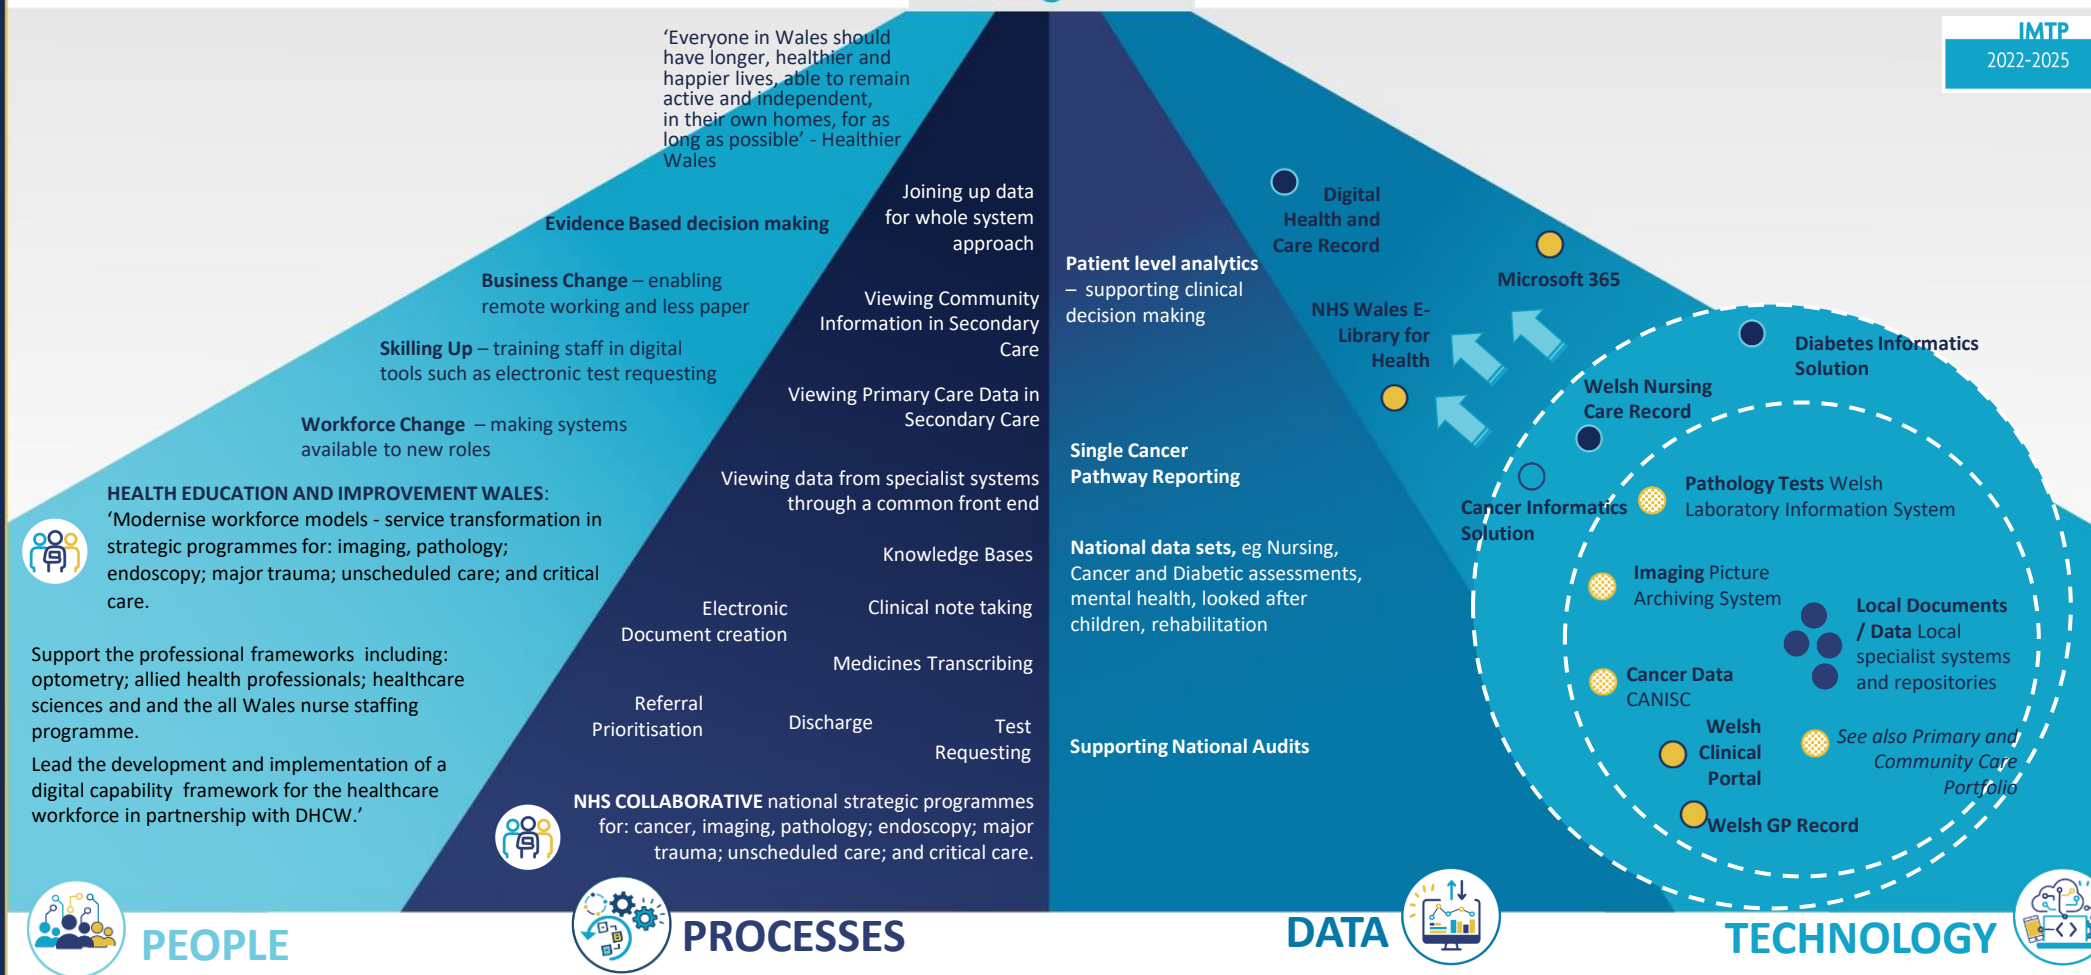 IMTP
2022-2025
‘Everyone in Wales should
have longer, healthier and
happier lives, able to remain
active and independent,
in their own homes, for as
long as possible’ - Healthier
Wales
Evidence Based decision making
Business Change – enabling
remote working and less paper
Skilling Up – training staff in digital
tools such as electronic test requesting
Workforce Change – making systems
available to new roles
HEALTH EDUCATION AND IMPROVEMENT WALES:
‘Modernise workforce models - service transformation in
strategic programmes for: imaging, pathology;
endoscopy; major trauma; unscheduled care; and critical
care.
Support the professional frameworks including:
optometry; allied health professionals; healthcare
sciences and and the all Wales nurse staffing
programme.
Lead the development and implementation of a
digital capability framework for the healthcare
workforce in partnership with DHCW.’
PEOPLE
Joining up data
for whole system
approach
Viewing Community
Information in Secondary
Care
Viewing Primary Care Data in
Secondary Care
Viewing data from specialist systems
through a common front end
Knowledge Bases
Electronic
Document creation
Clinical note taking
Medicines Transcribing
Referral
Prioritisation
Discharge
Test
Requesting
NHS COLLABORATIVE national strategic programmes
for: cancer, imaging, pathology; endoscopy; major
trauma; unscheduled care; and critical care.
PROCESSES
Patient level analytics
– supporting clinical
decision making
Single Cancer
Pathway Reporting
National data sets, eg Nursing,
Cancer and Diabetic assessments,
mental health, looked after
children, rehabilitation
Supporting National Audits
DATA
Digital
Health and
Care Record
Microsoft 365
NHS Wales E-
Library for
Health
Diabetes Informatics
Solution
Welsh Nursing
Care Record
Cancer Informatics
Solution
Pathology Tests Welsh
Laboratory Information System
Imaging Picture
Archiving System
Local Documents
/ Data Local
specialist systems
and repositories
Cancer Data
CANISC
Welsh
Clinical
Portal
See also Primary and
Community Care
Portfolio
Welsh GP Record
TECHNOLOGY